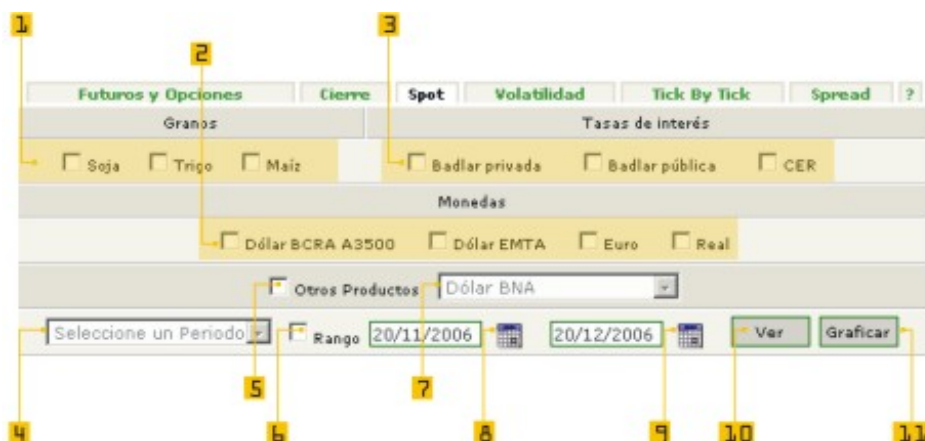 1 3
2
Futuros y Opciones Cierre Spot Volatilidad Tick By Tick Spread ?
Granos Tasas de interés
Soja Trigo Maíz Badlar privada Badlar pública CER
Monedas
Dólar BCRA A3500 Dólar EMTA Euro Real
Otros Productos Dólar BNA
Seleccione un Periodo Rango 20/11/2006 20/12/2006 Ver Graficar
5 7
4 6 8 9 10 11